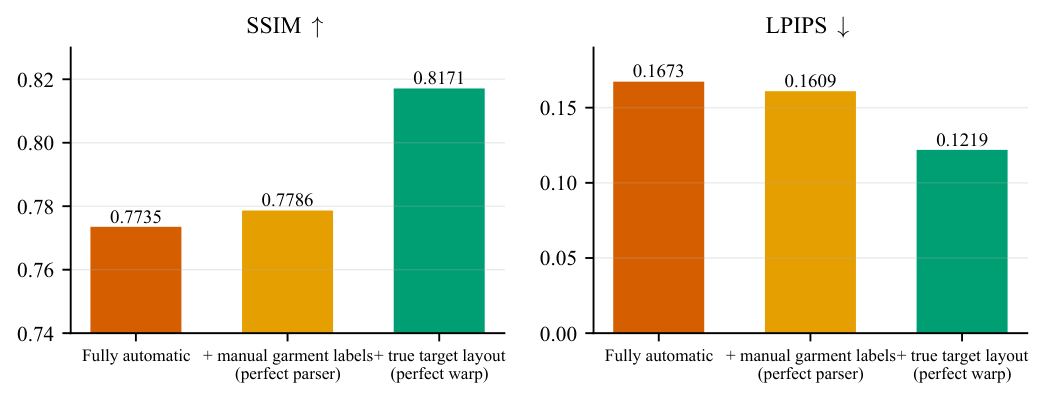 SSIM ↑
0.82
0.80
0.78
0.76
0.74
0.7735
0.7786
0.8171
Fully automatic
+ manual garment labels
(perfect parser)
+ true target layout
(perfect warp)
LPIPS ↓
0.15
0.10
0.05
0.00
0.1673
0.1609
0.1219
Fully automatic
+ manual garment labels
(perfect parser)
+ true target layout
(perfect warp)